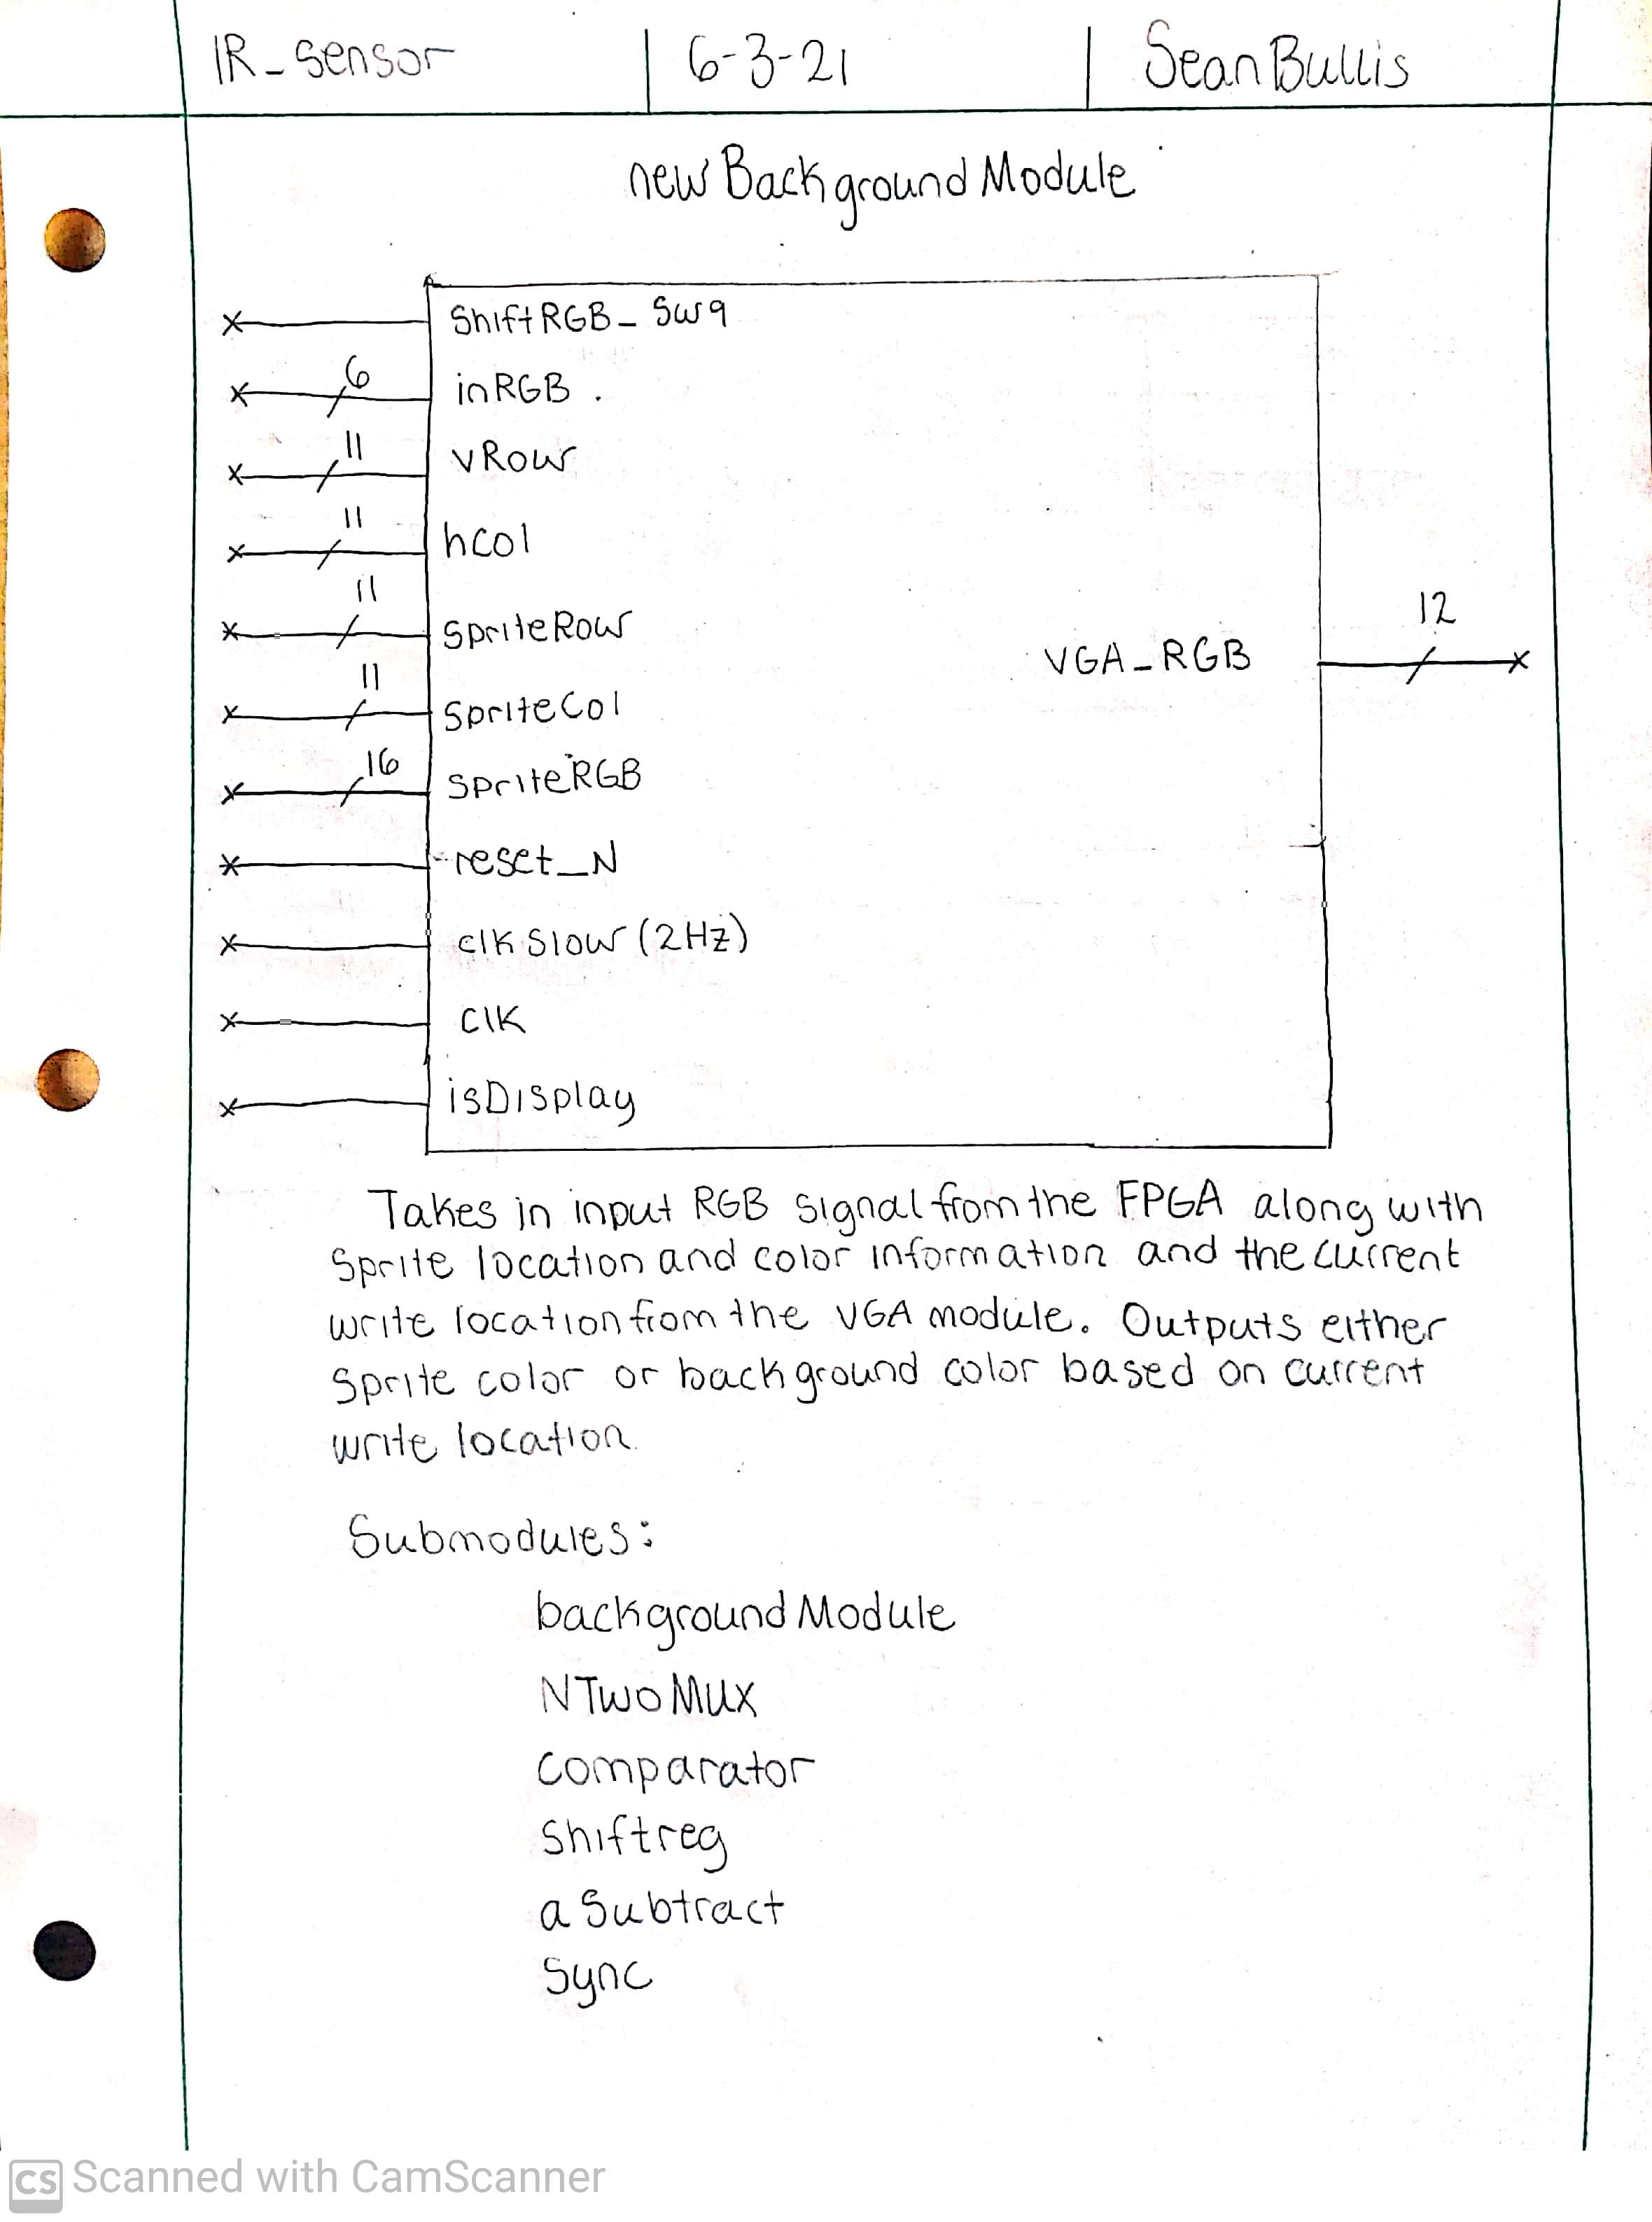 IR_sensor 6-3-21 Sean Bullis
new Background Module
ShiftRGB_Sw9
6
inRGB
11
vRow
11
hcol
11
SpriteRow
12
VGA_RGB
11
SpriteCol
16
SpriteRGB
reset_N
clkSlow (2Hz)
clk
isDisplay
Takes in input RGB signal from the FPGA along with
Sprite location and color information and the current
write location from the VGA module. Outputs either
Sprite color or background color based on current
write location.
Submodules:
background Module
NTwoMux
comparator
shiftreg
aSubtract
Sync
CS Scanned with CamScanner